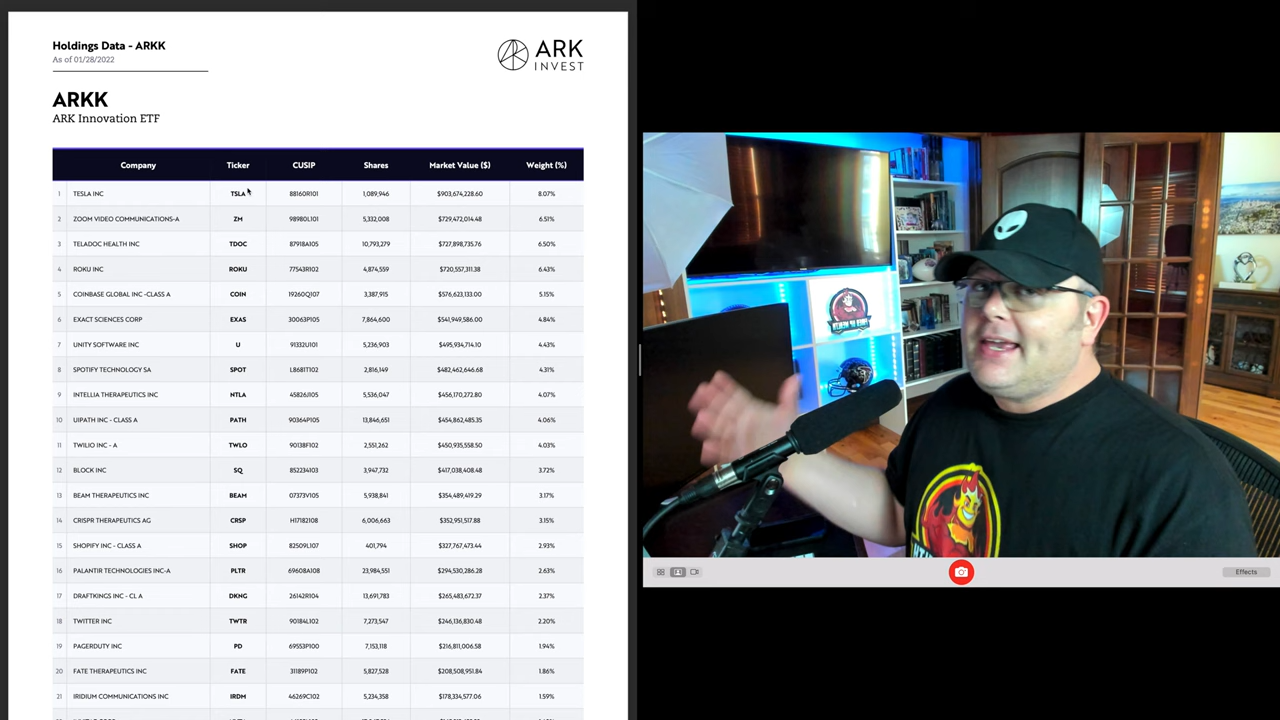 Holdings Data - ARKK
As of 01/28/2022
ARK
INVEST
ARKK
ARK Innovation ETF
Company Ticker CUSIP Shares Market Value ($) Weight (%)
1 TESLA INC TSLA 88160R101 1,089,946 $903,674,228.60 8.07%
2 ZOOM VIDEO COMMUNICATIONS-A ZM 98980L101 5,332,008 $729,472,014.48 6.51%
3 TELADOC HEALTH INC TDOC 87918A105 10,793,279 $727,898,735.76 6.50%
4 ROKU INC ROKU 77543R102 4,874,559 $720,557,311.38 6.43%
5 COINBASE GLOBAL INC -CLASS A COIN 19260Q107 3,387,915 $576,623,133.00 5.15%
6 EXACT SCIENCES CORP EXAS 30063P105 7,864,600 $541,949,586.00 4.84%
7 UNITY SOFTWARE INC U 91332U101 5,236,903 $495,934,714.10 4.43%
8 SPOTIFY TECHNOLOGY SA SPOT L8681T102 2,816,149 $482,462,646.68 4.31%
9 INTELLIA THERAPEUTICS INC NTLA 45826J105 5,536,047 $456,170,272.80 4.07%
10 UIPATH INC - CLASS A PATH 90364P105 13,846,651 $454,862,485.35 4.06%
11 TWILIO INC - A TWLO 90138F102 2,551,262 $450,935,558.50 4.03%
12 BLOCK INC SQ 852234103 3,947,732 $417,038,408.48 3.72%
13 BEAM THERAPEUTICS INC BEAM 07373V105 5,938,841 $354,489,419.29 3.17%
14 CRISPR THERAPEUTICS AG CRSP H17182108 6,006,663 $352,951,517.88 3.15%
15 SHOPIFY INC - CLASS A SHOP 82509L107 401,794 $327,767,473.44 2.93%
16 PALANTIR TECHNOLOGIES INC-A PLTR 69608A108 23,984,551 $294,530,286.28 2.63%
17 DRAFTKINGS INC - CL A DKNG 26142R104 13,691,783 $265,483,672.37 2.37%
18 TWITTER INC TWTR 90184L102 7,273,547 $246,136,830.48 2.20%
19 PAGERDUTY INC PD 69553P100 7,153,118 $216,811,006.58 1.94%
20 FATE THERAPEUTICS INC FATE 31189P102 5,827,528 $208,508,951.84 1.86%
21 IRIDIUM COMMUNICATIONS INC IRDM 46269C102 5,234,358 $178,334,577.06 1.59%
Effects